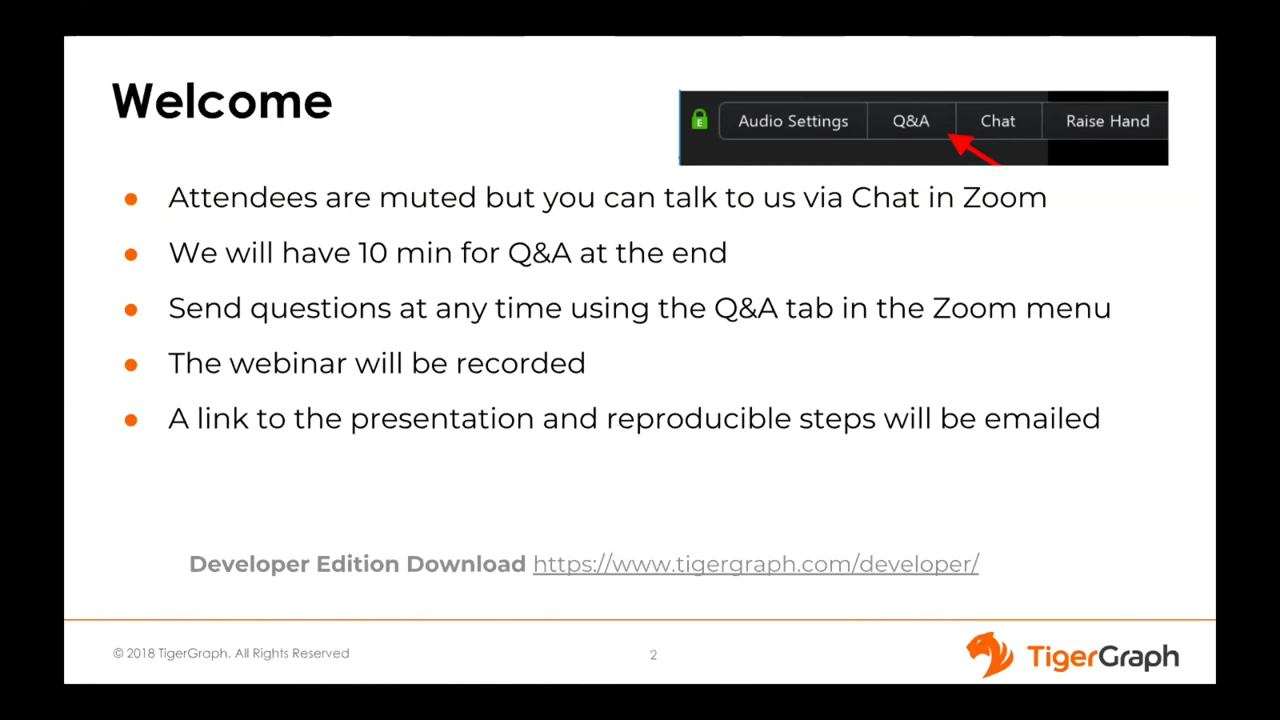 Welcome
E
Audio Settings
Q&A
Chat
Raise Hand
Attendees are muted but you can talk to us via Chat in Zoom
We will have 10 min for Q&A at the end
Send questions at any time using the Q&A tab in the Zoom menu
The webinar will be recorded
A link to the presentation and reproducible steps will be emailed
Developer Edition Download https://www.tigergraph.com/developer/
© 2018 TigerGraph. All Rights Reserved
2
TigerGraph